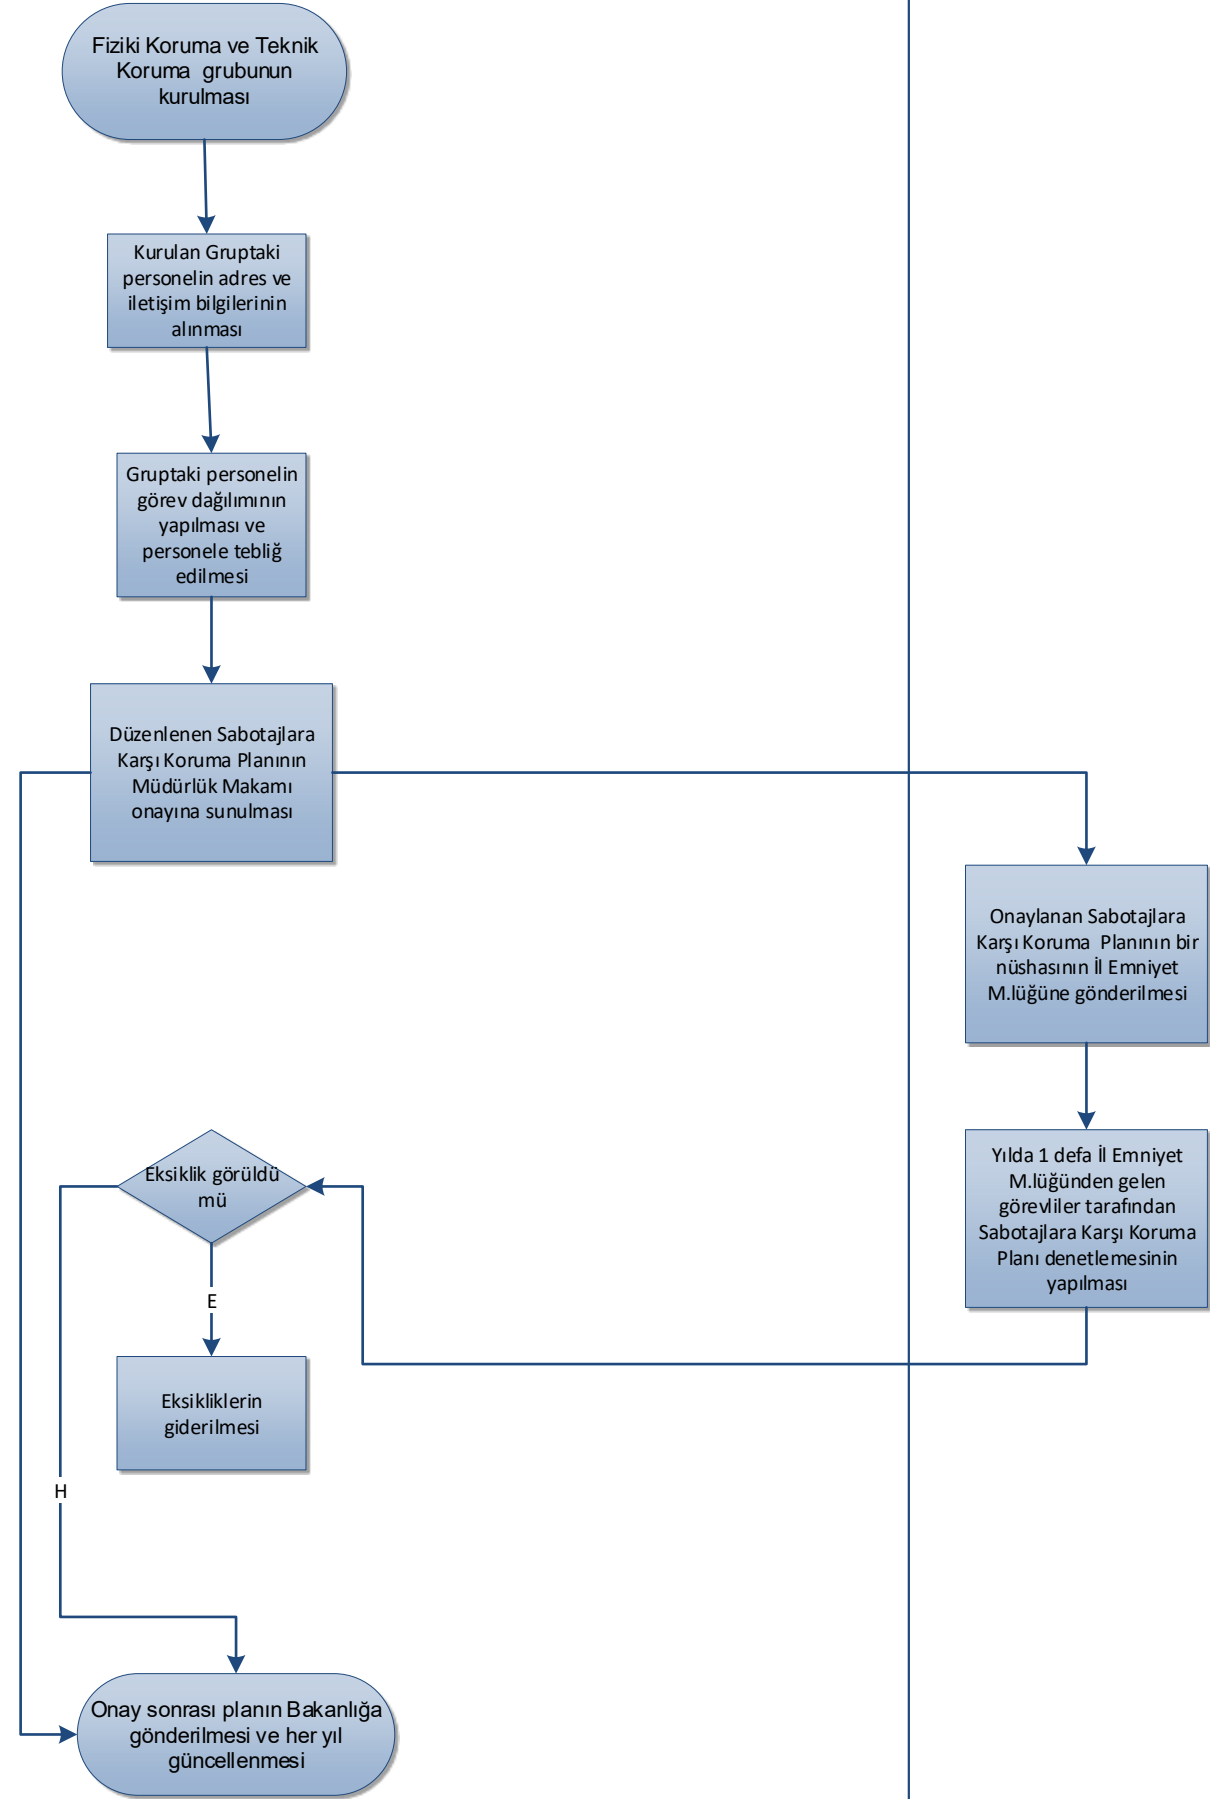 Fiziki Koruma ve Teknik
Koruma grubunun
kurulması
Kurulan Gruptaki
personelin adres ve
iletişim bilgilerinin
alınması
Gruptaki personelin
görev dağılımının
yapılması ve
personele tebliğ
edilmesi
Düzenlenen Sabotajlara
Karşı Koruma Planının
Müdürlük Makamı
onayına sunulması
Onaylanan Sabotajlara
Karşı Koruma Planının bir
nüshasının İl Emniyet
M.lüğüne gönderilmesi
Yılda 1 defa İl Emniyet
M.lüğünden gelen
görevliler tarafından
Sabotajlara Karşı Koruma
Planı denetlemesinin
yapılması
Eksiklik görüldü
mü
E
Eksikliklerin
giderilmesi
H
Onay sonrası planın Bakanlığa
gönderilmesi ve her yıl
güncellenmesi